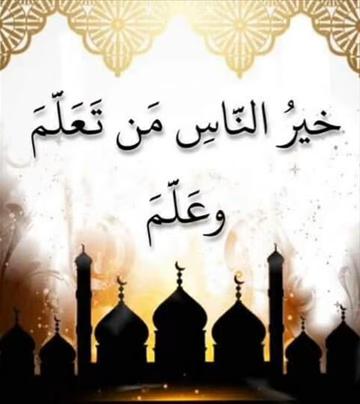 خيرُ النّاسِ مَن تَعَلّمَ
وعَلّمَ